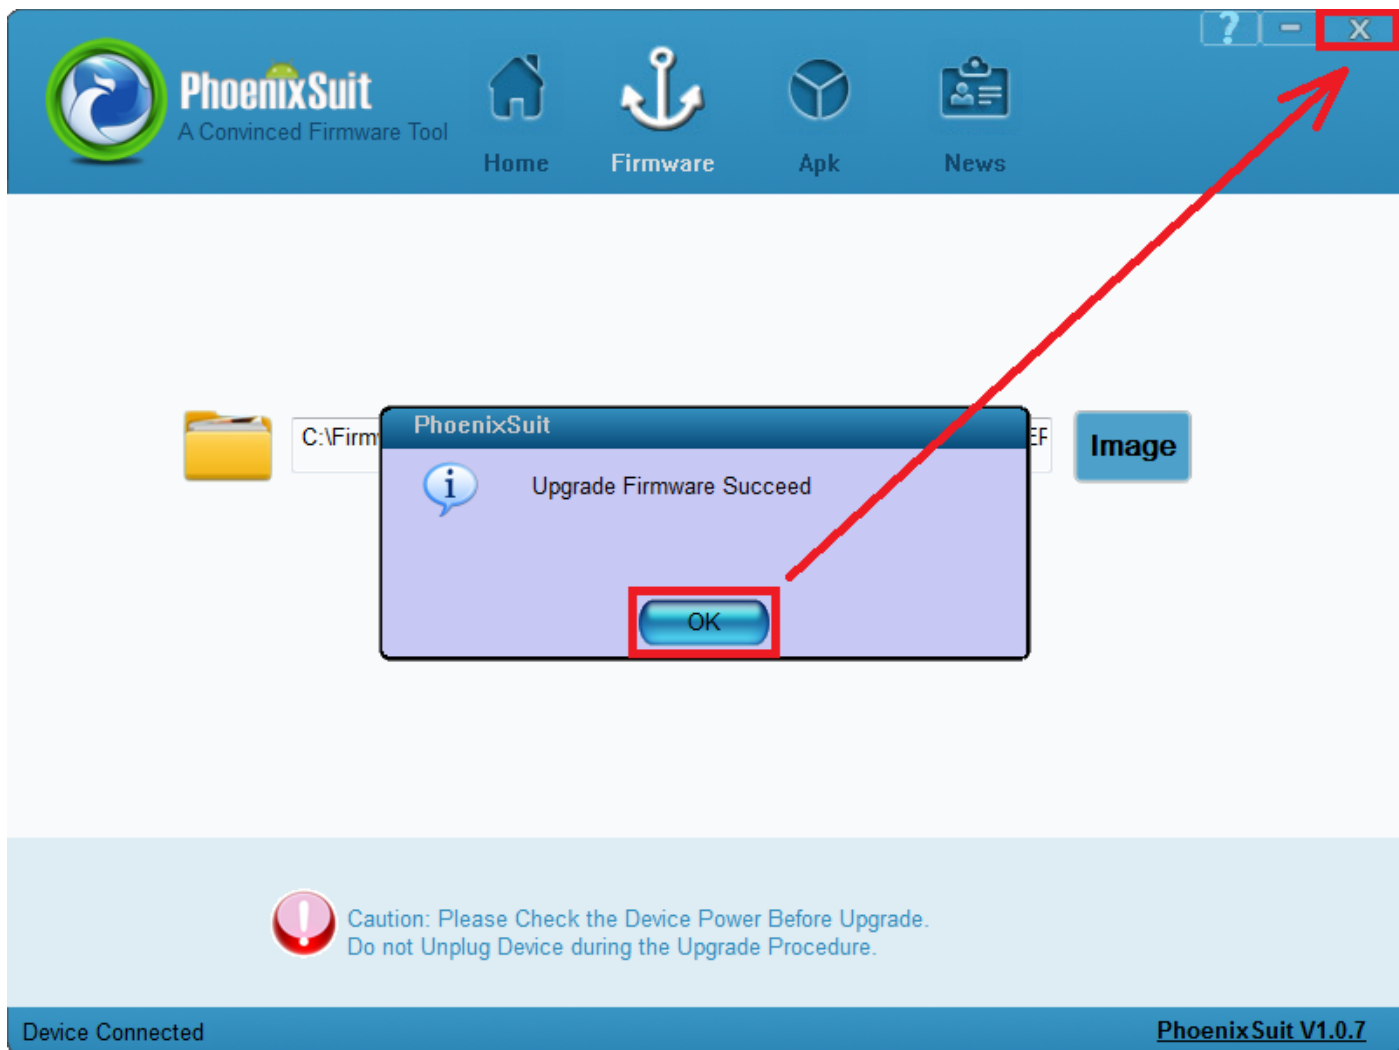 ? - X
PhoenixSuit
A Convinced Firmware Tool
Home Firmware Apk News
PhoenixSuit
C:\Firm
Image
Upgrade Firmware Succeed
OK
Caution: Please Check the Device Power Before Upgrade.
Do not Unplug Device during the Upgrade Procedure.
Device Connected
PhoenixSuit V1.0.7